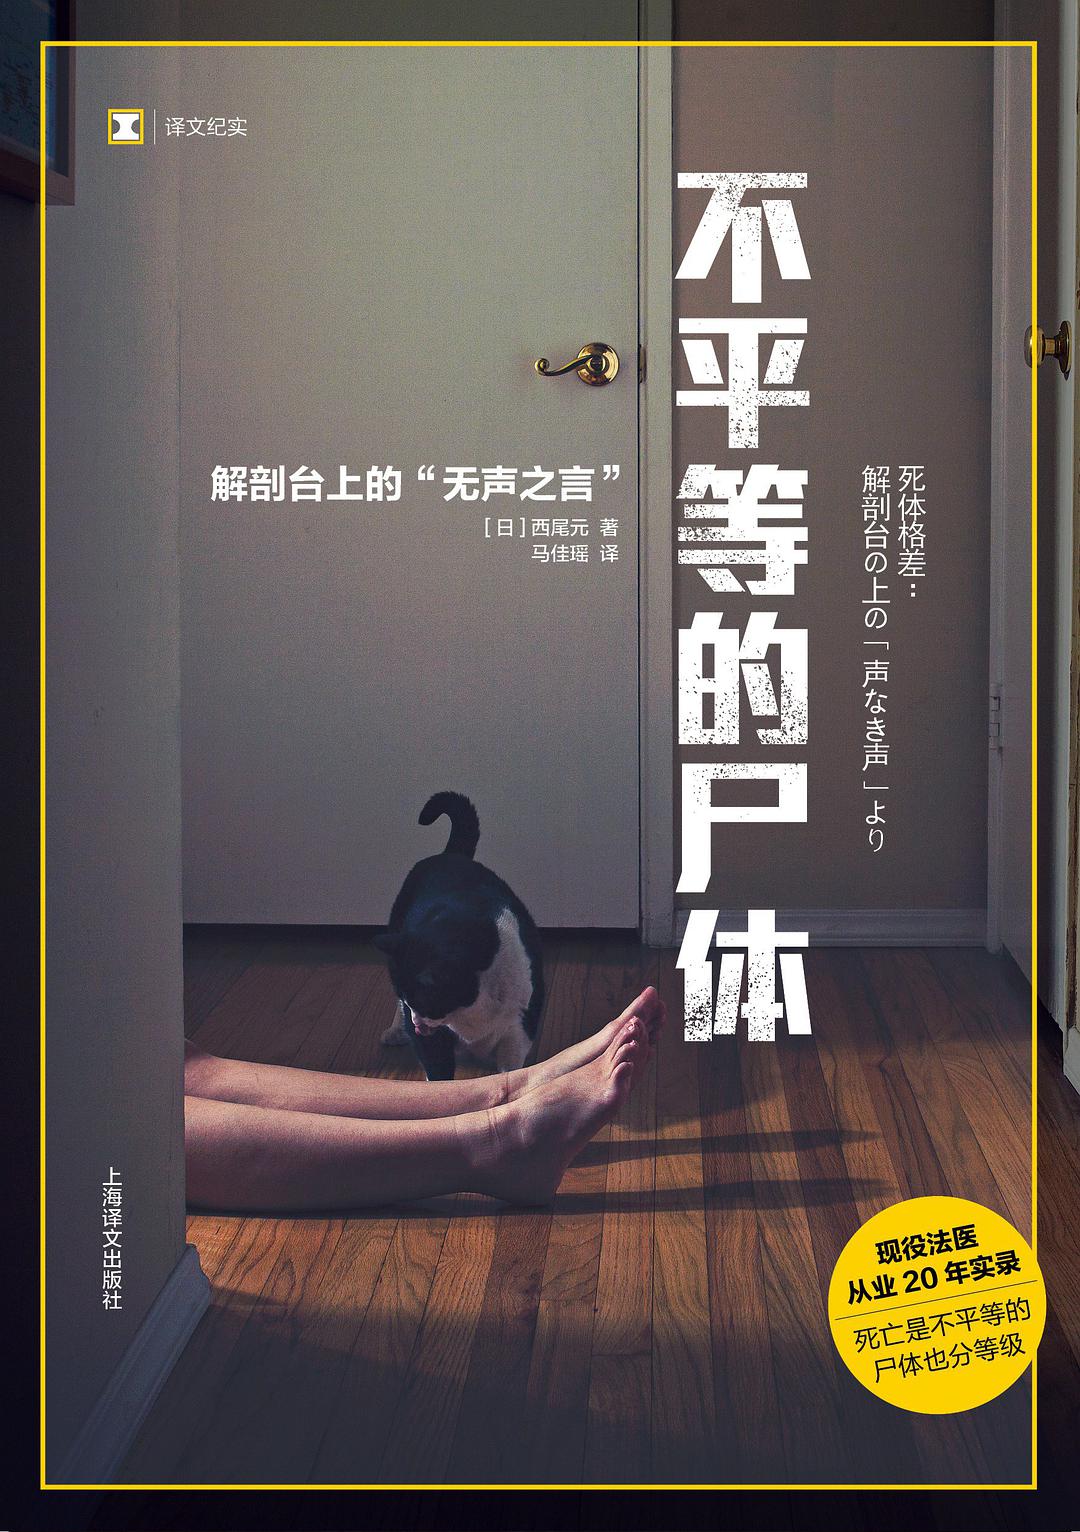 译文纪实
不平等的尸体
死体格差：
解剖台の上の「声なき声」より
解剖台上的“无声之言”
[日]西尾元 著
马佳瑶 译
上海译文出版社
现役法医
从业 20 年实录
死亡是不平等的
尸体也分等级